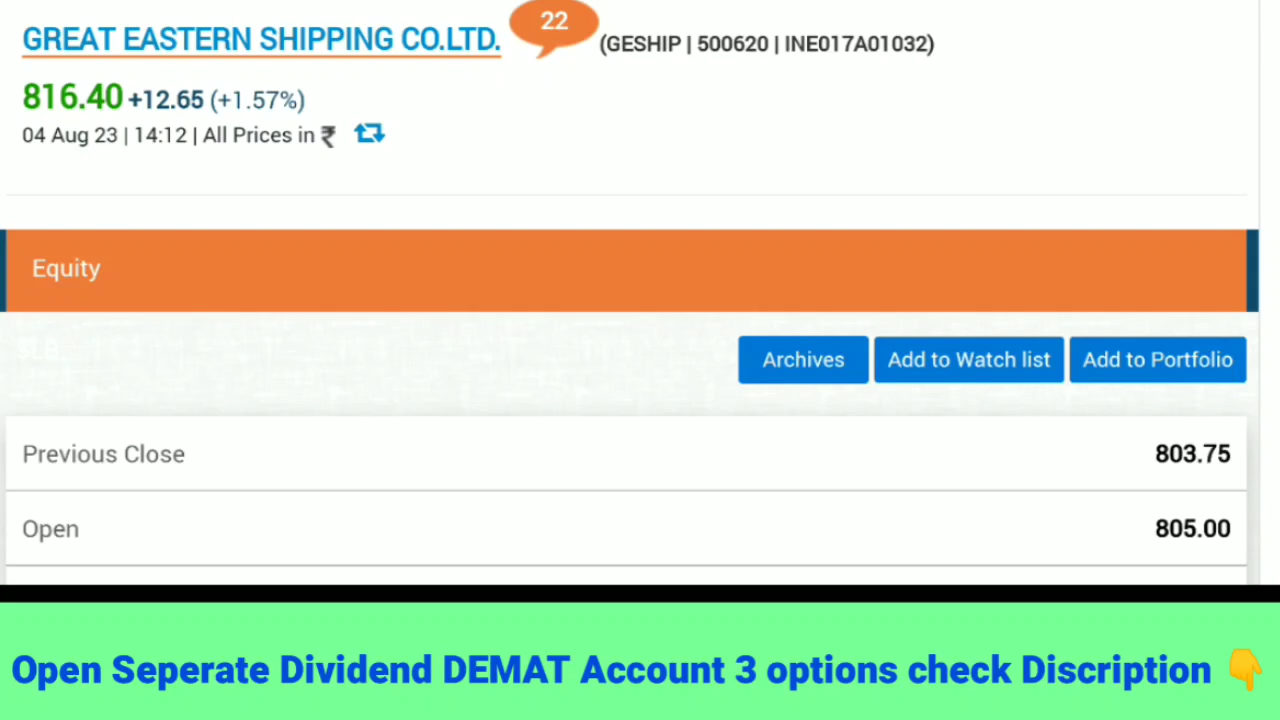 GREAT EASTERN SHIPPING CO.LTD. 22 (GESHIP | 500620 | INE017A01032)
816.40 +12.65 (+1.57%)
04 Aug 23 | 14:12 | All Prices in ₹
Equity
SLB
Archives Add to Watch list Add to Portfolio
Previous Close 803.75
Open 805.00
Open Seperate Dividend DEMAT Account 3 options check Discription 👇